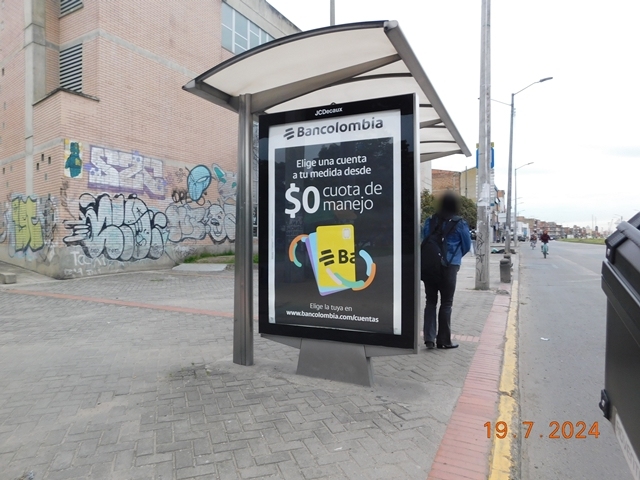 JCDecaux
Bancolombia
Elige una cuenta
a tu medida desde
$0 cuota de
manejo
Ba
Elige la tuya en
www.bancolombia.com/cuentas
19.7.2024